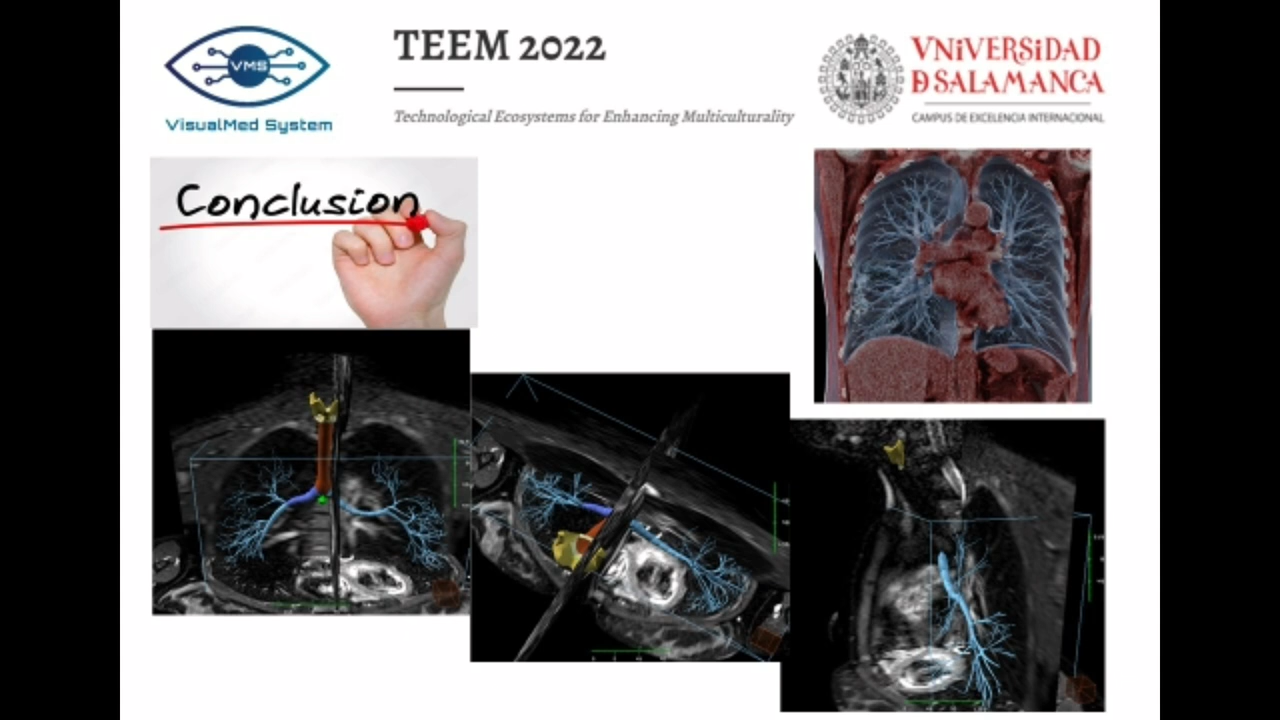 VMS
VisualMed System
TEEM 2022
Technological Ecosystems for Enhancing Multiculturality
VNiVERSiDAD
D SALAMANCA
CAMPUS DE EXCELENCIA INTERNACIONAL
Conclusion